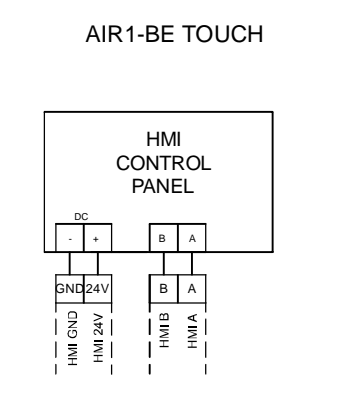 AIR1-BE TOUCH
HMI
CONTROL
PANEL
DC
- + B A
GND 24V B A
HMI GND
HMI 24V
HMI B
HMI A